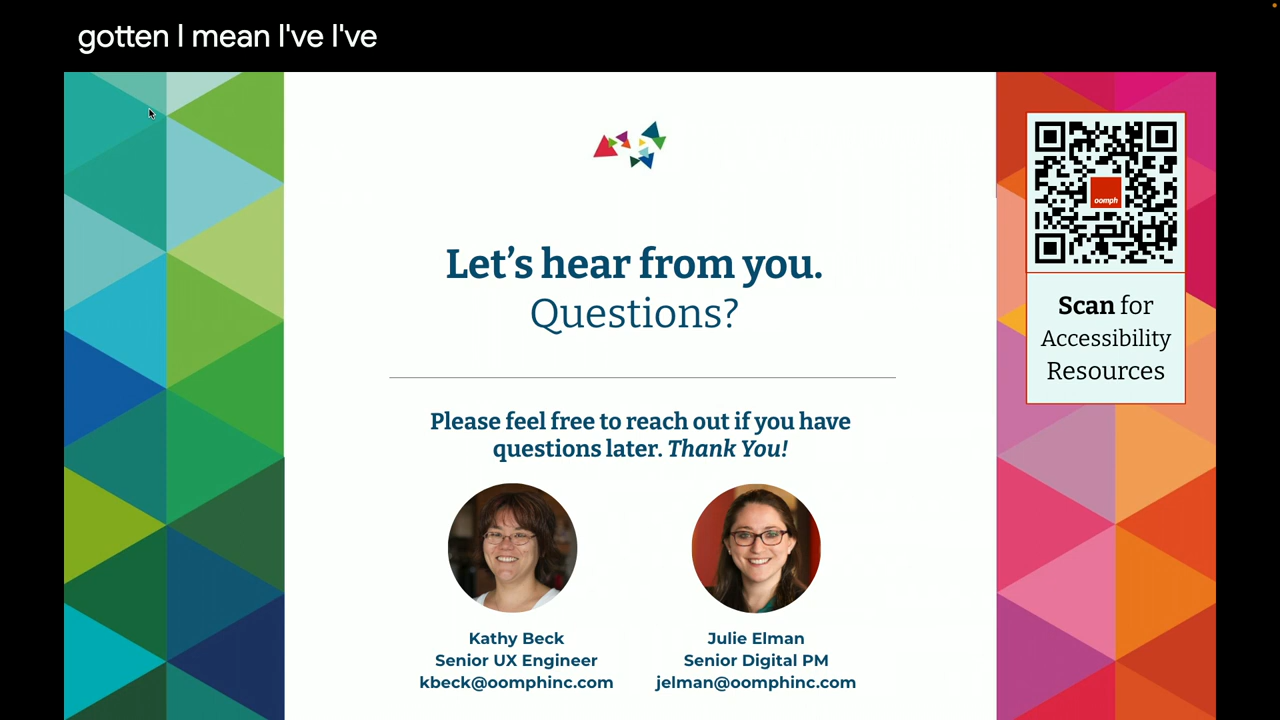 gotten I mean I've I've
Let's hear from you.
Questions?
Please feel free to reach out if you have
questions later. Thank You!
Kathy Beck
Senior UX Engineer
kbeck@oomphinc.com
Julie Elman
Senior Digital PM
jelman@oomphinc.com
oomph
Scan for
Accessibility
Resources